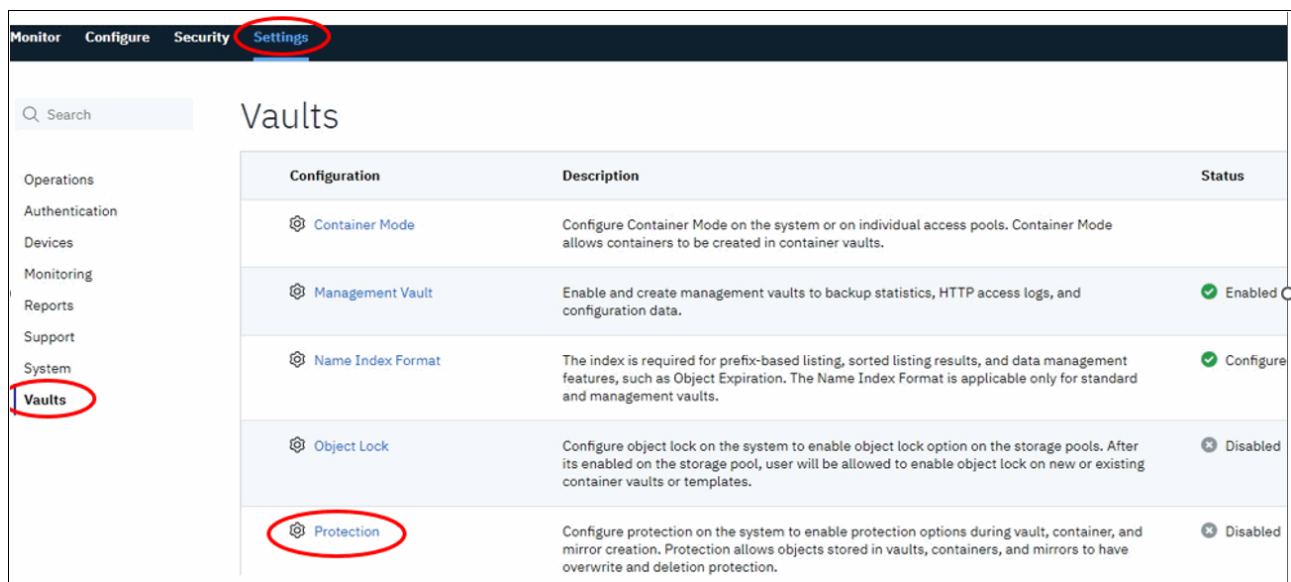 Monitor Configure Security Settings
Search
Vaults
Operations
Authentication
Devices
Monitoring
Reports
Support
System
Vaults
Configuration Description Status
Container Mode Configure Container Mode on the system or on individual access pools. Container Mode
allows containers to be created in container vaults.
Management Vault Enable and create management vaults to backup statistics, HTTP access logs, and Enabled
configuration data.
Name Index Format The index is required for prefix-based listing, sorted listing results, and data management Configure
features, such as Object Expiration. The Name Index Format is applicable only for standard
and management vaults.
Object Lock Configure object lock on the system to enable object lock option on the storage pools. After Disabled
its enabled on the storage pool, user will be allowed to enable object lock on new or existing
container vaults or templates.
Protection Configure protection on the system to enable protection options during vault, container, and Disabled
mirror creation. Protection allows objects stored in vaults, containers, and mirrors to have
overwrite and deletion protection.